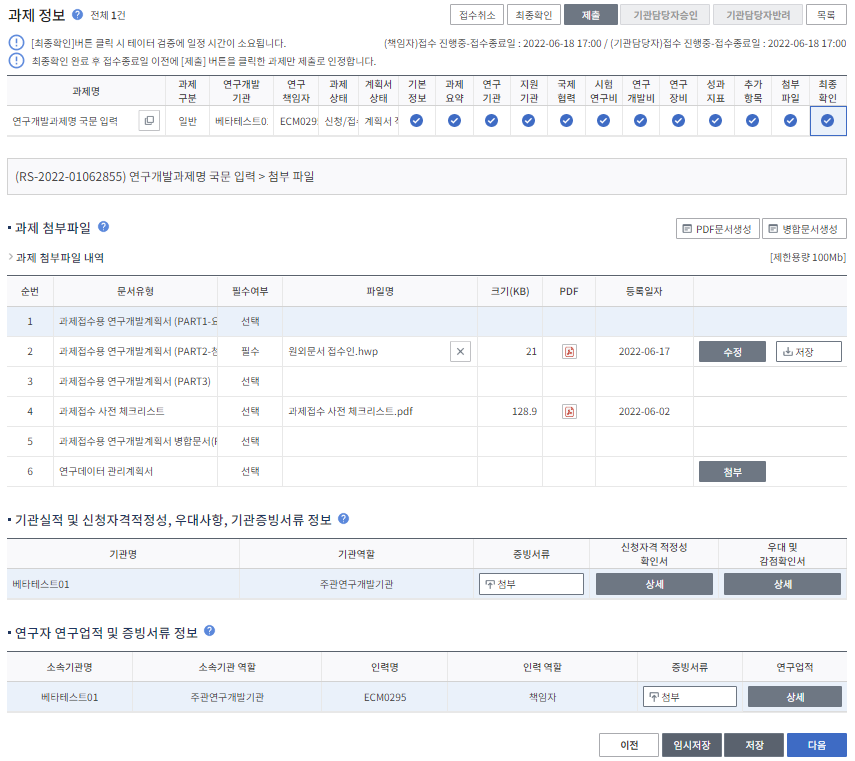 과제 정보 ? 전체 1건 접수취소 최종확인 제출 기관담당자승인 기관담당자반려 목록
[최종확인]버튼 클릭 시 데이터 검증에 일정 시간이 소요됩니다. (책임자)접수 진행중-접수종료일 : 2022-06-18 17:00 / (기관담당자)접수 진행중-접수종료일 : 2022-06-18 17:00
최종확인 완료 후 접수종료일 이전에 [제출] 버튼을 클릭한 과제만 제출로 인정합니다.
과제명 과제 구분 연구개발 기관 연구 책임자 과제 상태 계획서 상태 기본 정보 과제 요약 연구 기관 지원 기관 국제 협력 시험 연구비 연구 개발비 연구 장비 성과 지표 추가 항목 첨부 파일 최종 확인
연구개발과제명 국문 입력 일반 베타테스트0 ECM029 신청/접 계획서
(RS-2022-01062855) 연구개발과제명 국문 입력 > 첨부 파일
과제 첨부파일 ? PDF문서생성 병합문서생성
과제 첨부파일 내역 [제한용량 100Mb]
순번 문서유형 필수여부 파일명 크기(KB) PDF 등록일자
1 과제접수용 연구개발계획서 (PART1-요 선택
2 과제접수용 연구개발계획서 (PART2-첨 필수 원외문서 접수인.hwp 21 2022-06-17 수정 저장
3 과제접수용 연구개발계획서 (PART3) 선택
4 과제접수 사전 체크리스트 선택 과제접수 사전 체크리스트.pdf 128.9 2022-06-02
5 과제접수용 연구개발계획서 병합문서(P 선택
6 연구데이터 관리계획서 선택 첨부
기관실적 및 신청자격적정성, 우대사항, 기관증빙서류 정보 ?
기관명 기관역할 증빙서류 신청자격 적정성 확인서 우대 및 감점확인서
베타테스트01 주관연구개발기관 첨부 상세 상세
연구자 연구업적 및 증빙서류 정보 ?
소속기관명 소속기관 역할 인력명 인력 역할 증빙서류 연구업적
베타테스트01 주관연구개발기관 ECM0295 책임자 첨부 상세
이전 임시저장 저장 다음